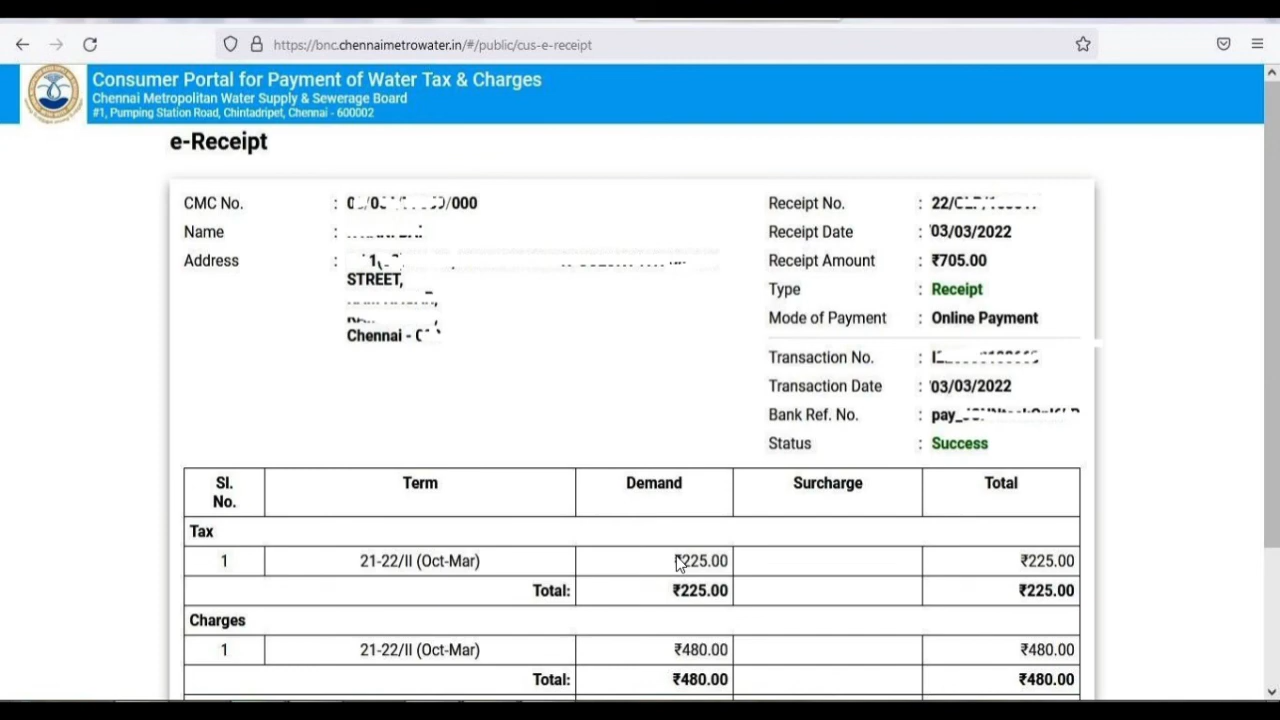 https://bnc.chennaimetrowater.in/#/public/cus-e-receipt
Consumer Portal for Payment of Water Tax & Charges
Chennai Metropolitan Water Supply & Sewerage Board
#1, Pumping Station Road, Chintadripet, Chennai - 600002
e-Receipt
CMC No. : /000
Name :
Address :
STREET,
Chennai -
Receipt No. : 22/
Receipt Date : 03/03/2022
Receipt Amount : ₹705.00
Type : Receipt
Mode of Payment : Online Payment
Transaction No. :
Transaction Date : 03/03/2022
Bank Ref. No. : pay_
Status : Success
Sl. No. Term Demand Surcharge Total
Tax
1 21-22/II (Oct-Mar) ₹225.00 ₹225.00
Total: ₹225.00 ₹225.00
Charges
1 21-22/II (Oct-Mar) ₹480.00 ₹480.00
Total: ₹480.00 ₹480.00